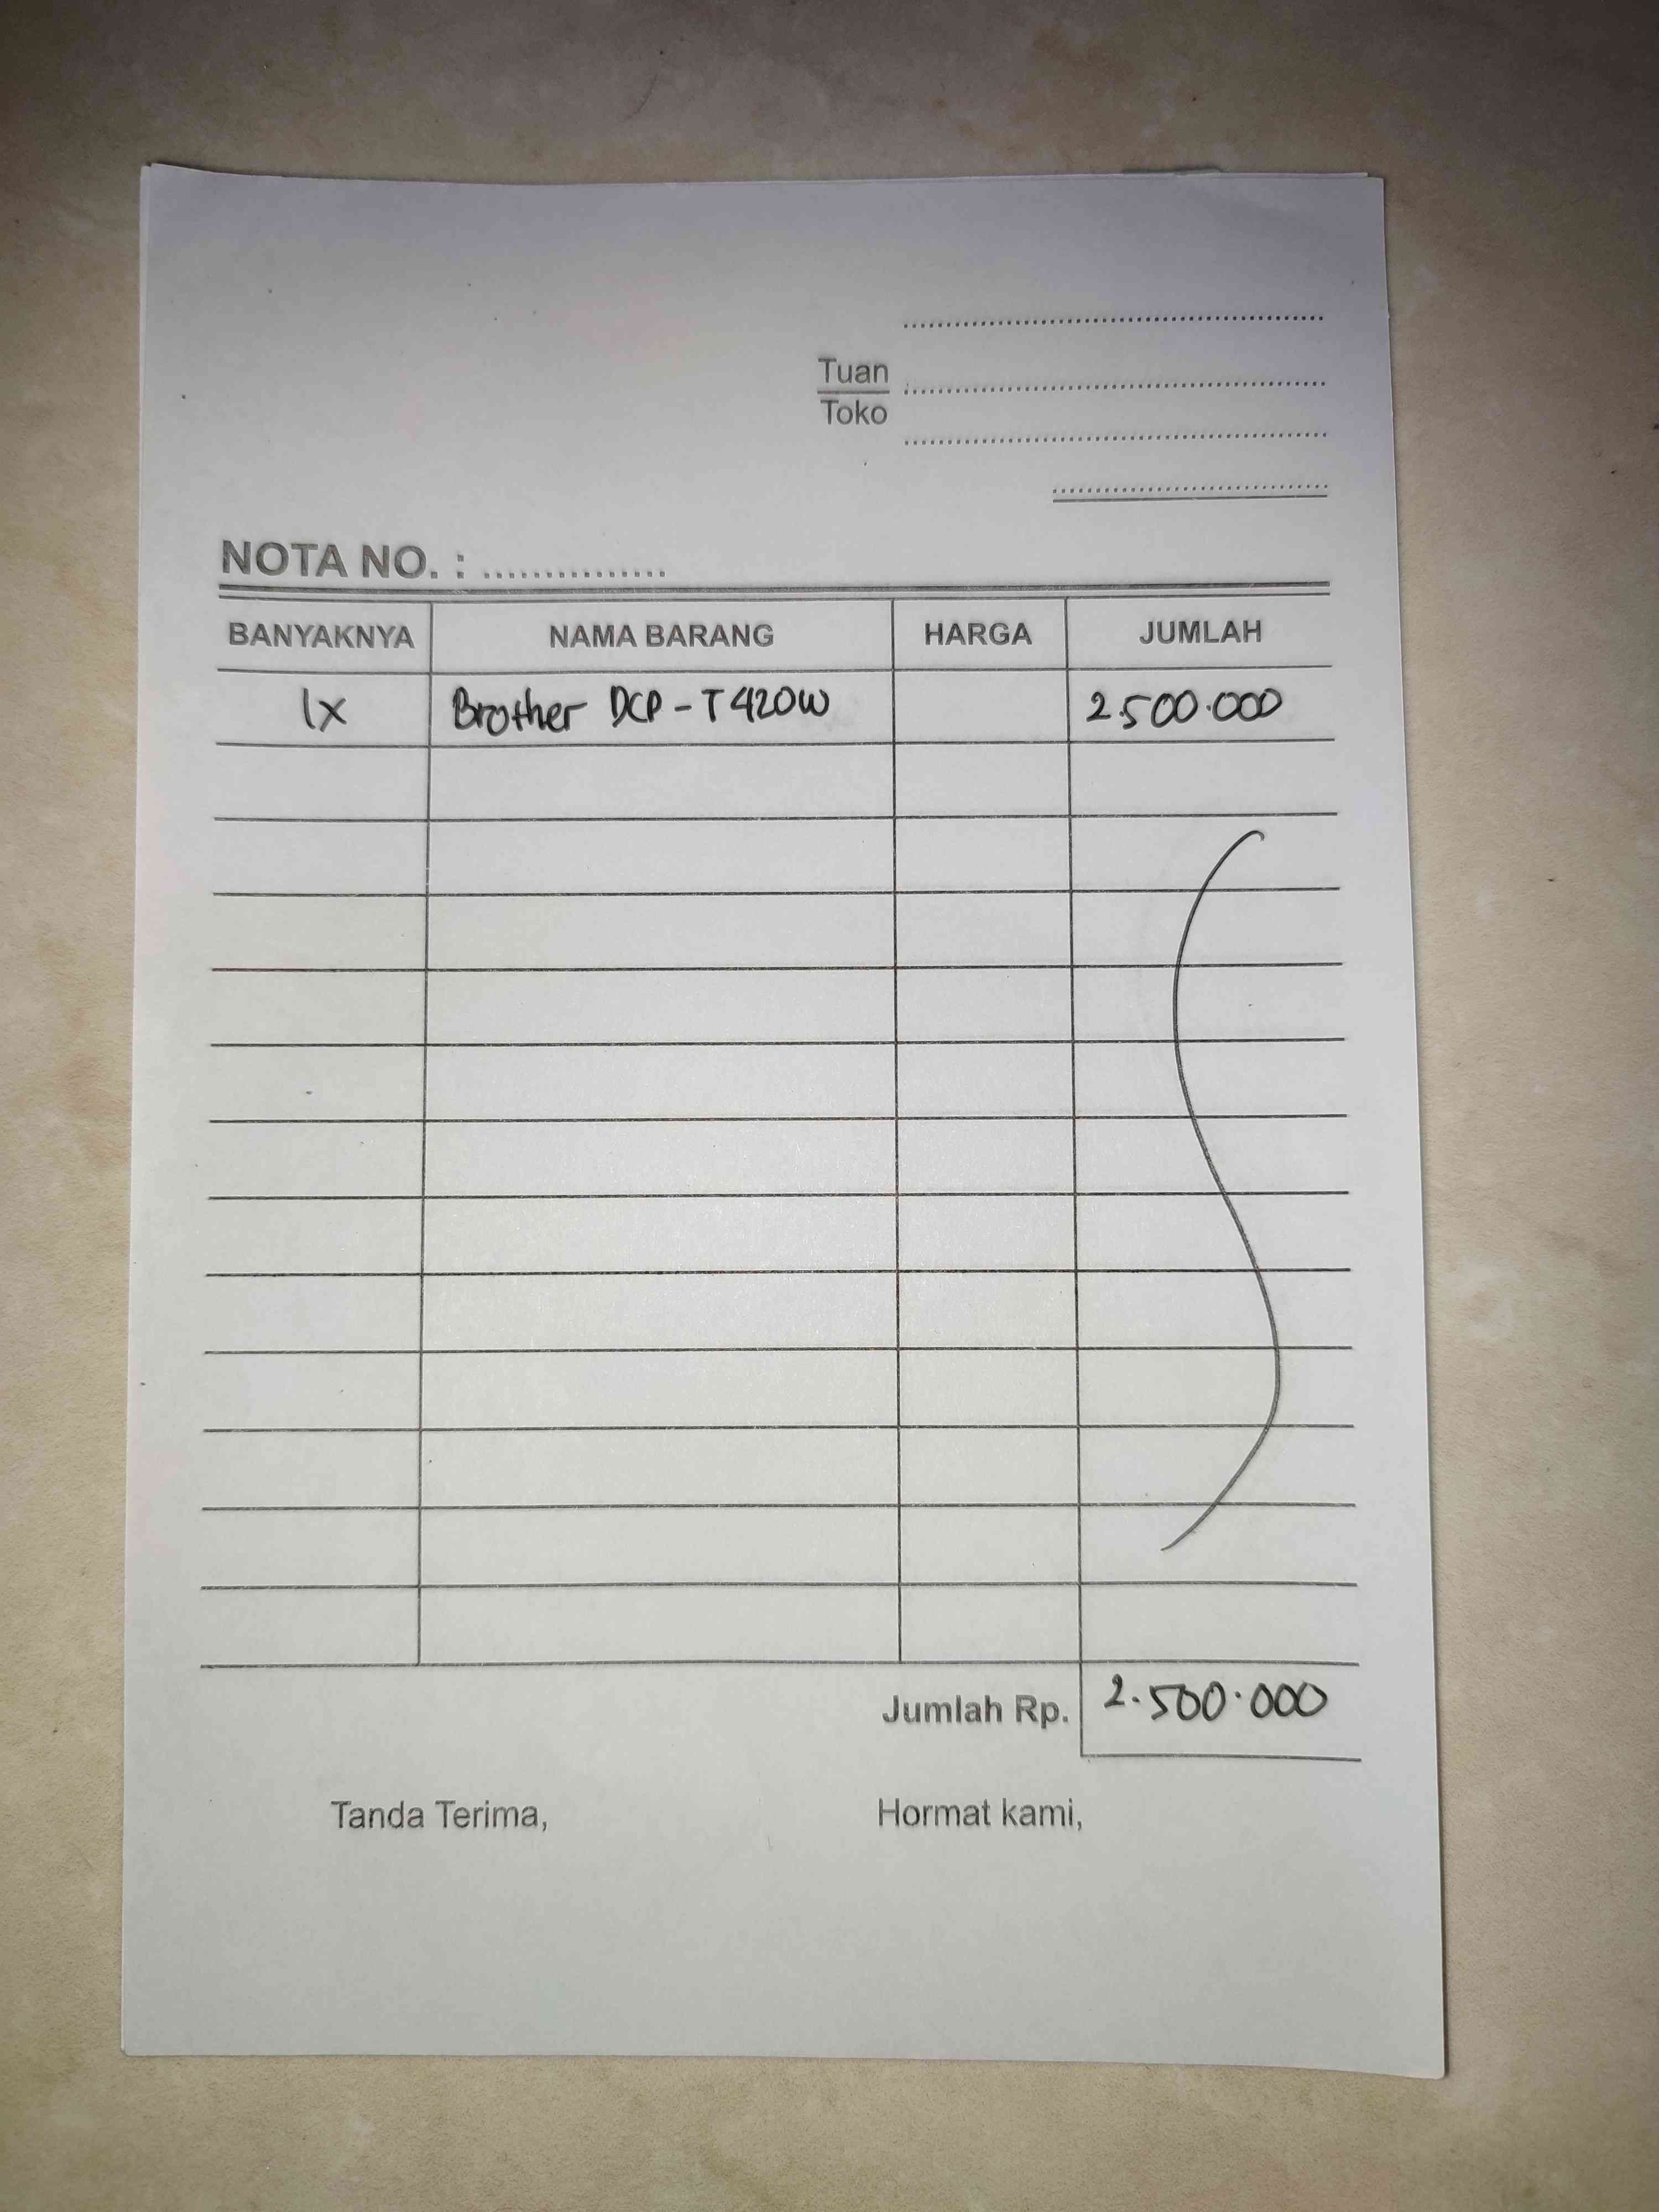 Tuan
Toko
NOTA NO. : ...............
BANYAKNYA NAMA BARANG HARGA JUMLAH
1x Brother DCP-T420W 2.500.000
Jumlah Rp. 2.500.000
Tanda Terima, Hormat kami,